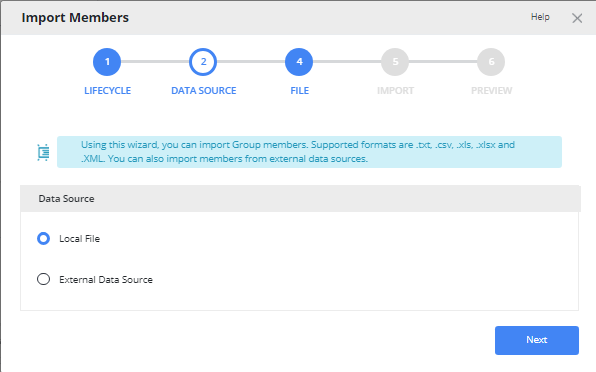 Import Members
Help
1
2
4
5
6
LIFECYCLE
DATA SOURCE
FILE
IMPORT
PREVIEW
Using this wizard, you can import Group members. Supported formats are .txt, .csv, .xls, .xlsx and
.XML. You can also import members from external data sources.
Data Source
Local File
External Data Source
Next